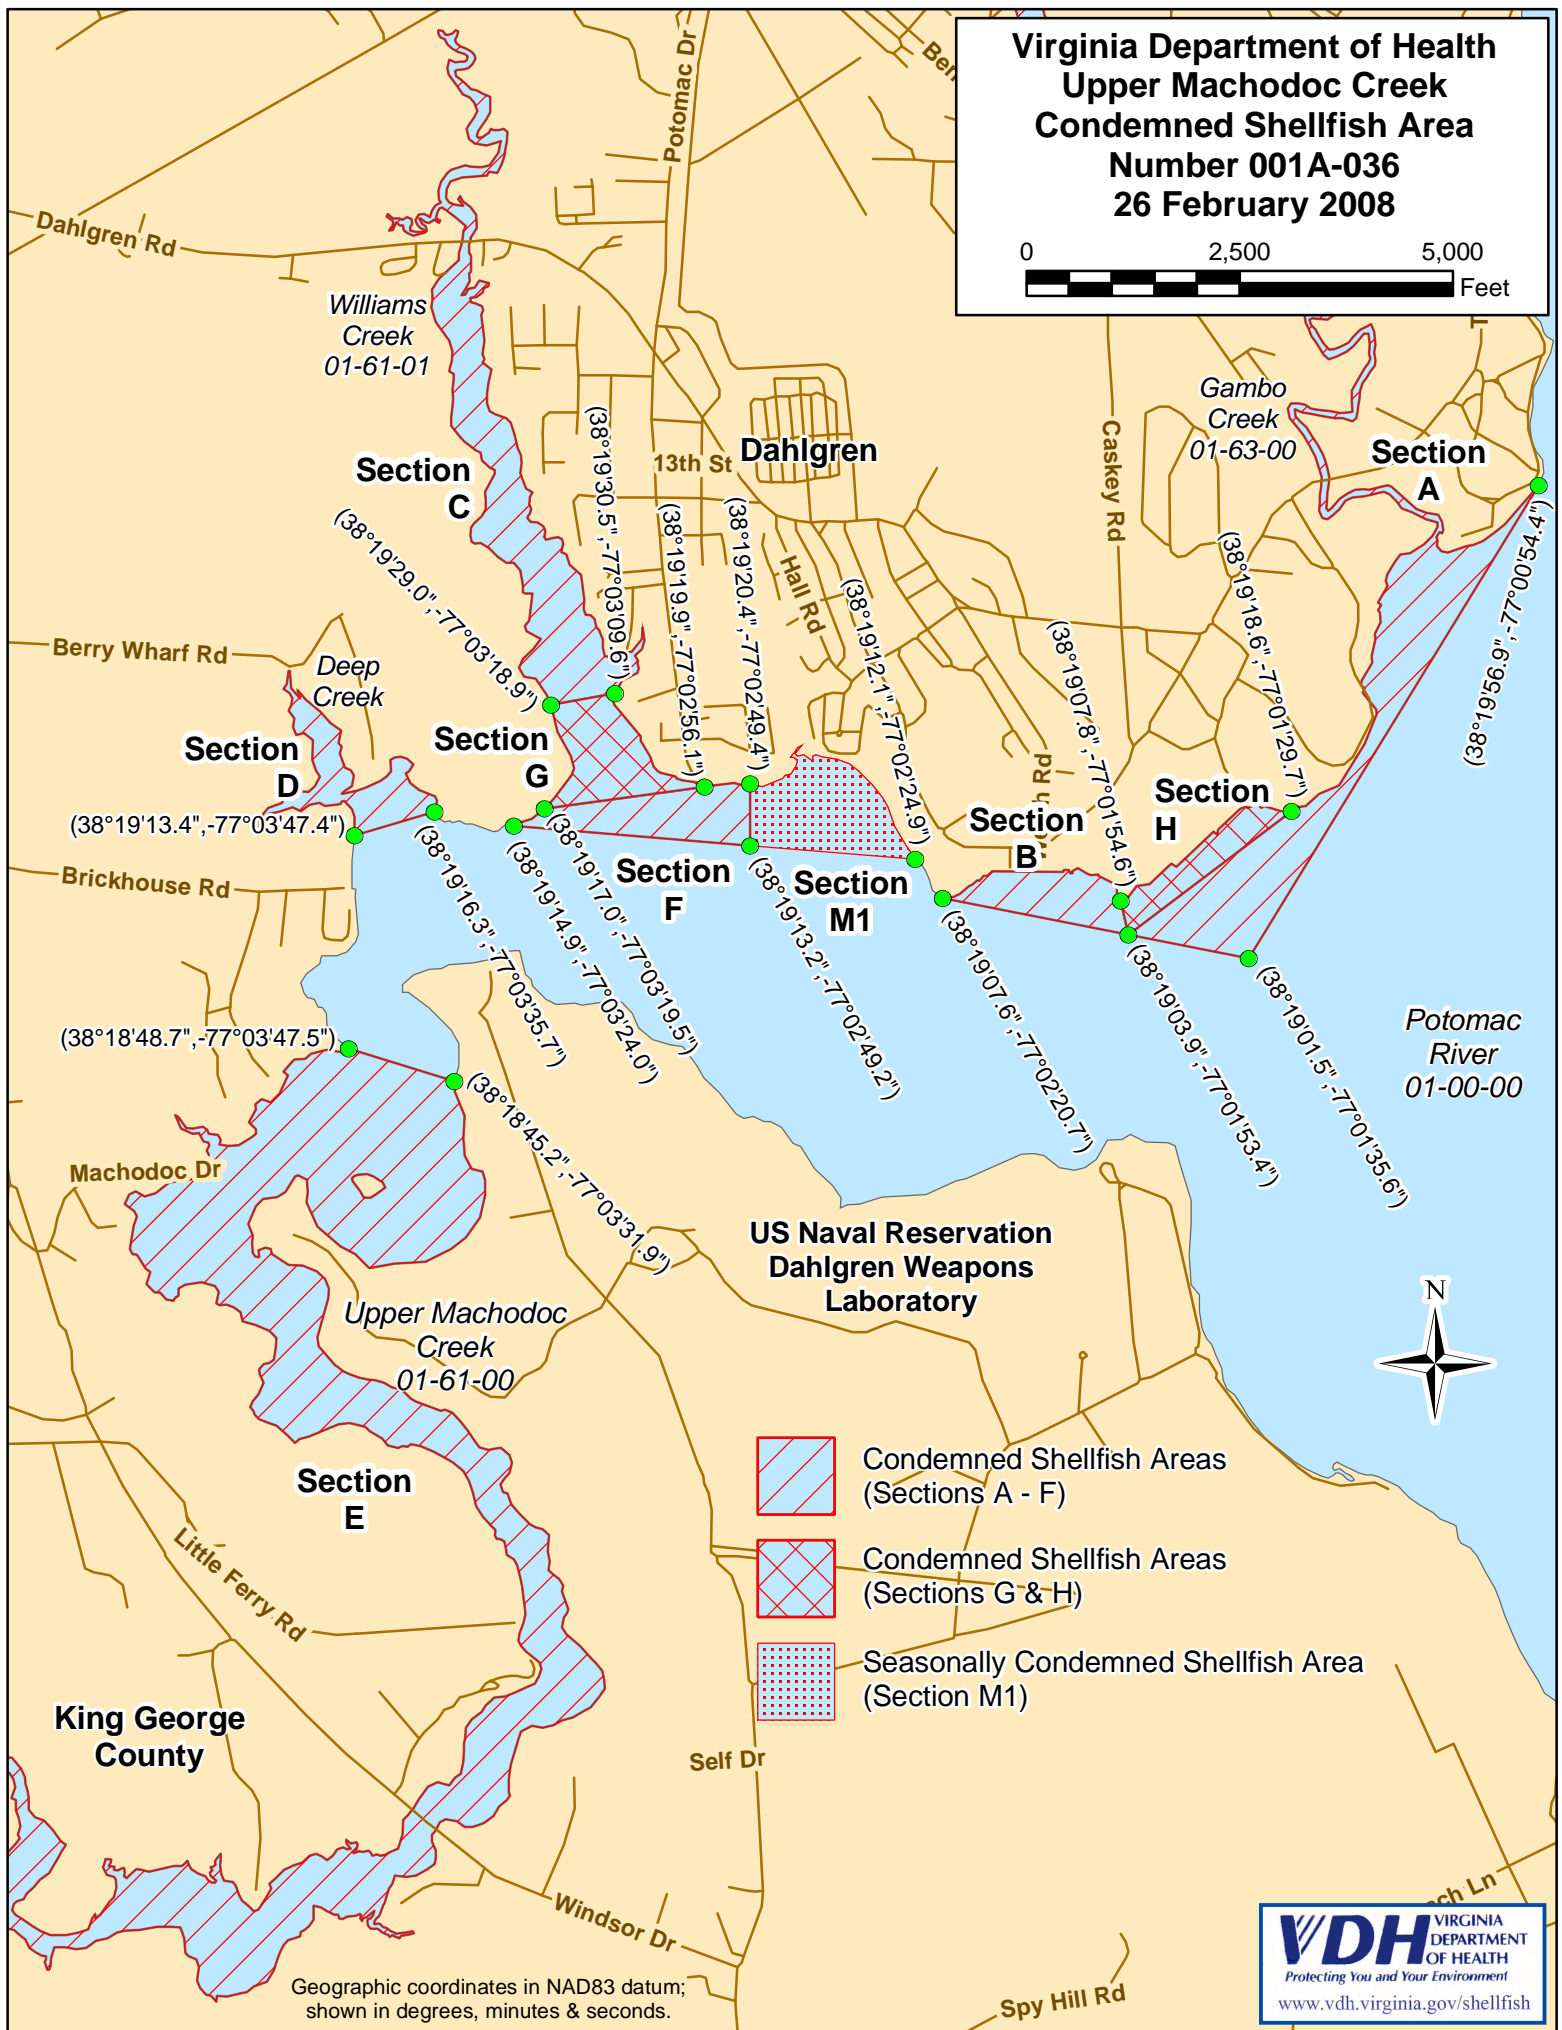 Virginia Department of Health
Upper Machodoc Creek
Condemned Shellfish Area
Number 001A-036
26 February 2008
0 2,500 5,000
Feet
Potomac Dr
Dahlgren Rd
Williams
Creek
01-61-01
Gambo
Creek
01-63-00
Caskey Rd
Section
A
Section
C
13th St
Dahlgren
Hall Rd
(38°19'30.5",-77°03'09.6")
(38°19'29.0",-77°03'18.9")
(38°19'19.9",-77°02'56.1")
(38°19'20.4",-77°02'49.4")
(38°19'12.1",-77°02'24.9")
(38°19'07.8",-77°01'54.6")
(38°19'18.6",-77°01'29.7")
(38°19'56.9",-77°00'54.4")
Berry Wharf Rd
Deep
Creek
Section
D
Section
G
Rd
Section
H
Section
B
(38°19'13.4",-77°03'47.4")
Brickhouse Rd
Section
F
Section
M1
(38°19'16.3",-77°03'35.7")
(38°19'14.9",-77°03'24.0")
(38°19'17.0",-77°03'19.5")
(38°19'13.2",-77°02'49.2")
(38°19'07.6",-77°02'20.7")
(38°19'03.9",-77°01'53.4")
(38°19'01.5",-77°01'35.6")
Potomac
River
01-00-00
(38°18'48.7",-77°03'47.5")
(38°18'45.2",-77°03'31.9")
Machodoc Dr
US Naval Reservation
Dahlgren Weapons
Laboratory
N
Upper Machodoc
Creek
01-61-00
Section
E
Condemned Shellfish Areas
(Sections A - F)
Condemned Shellfish Areas
(Sections G & H)
Seasonally Condemned Shellfish Area
(Section M1)
Little Ferry Rd
King George
County
Self Dr
Windsor Dr
Ln
Spy Hill Rd
Geographic coordinates in NAD83 datum;
shown in degrees, minutes & seconds.
VDH VIRGINIA
DEPARTMENT
OF HEALTH
Protecting You and Your Environment
www.vdh.virginia.gov/shellfish